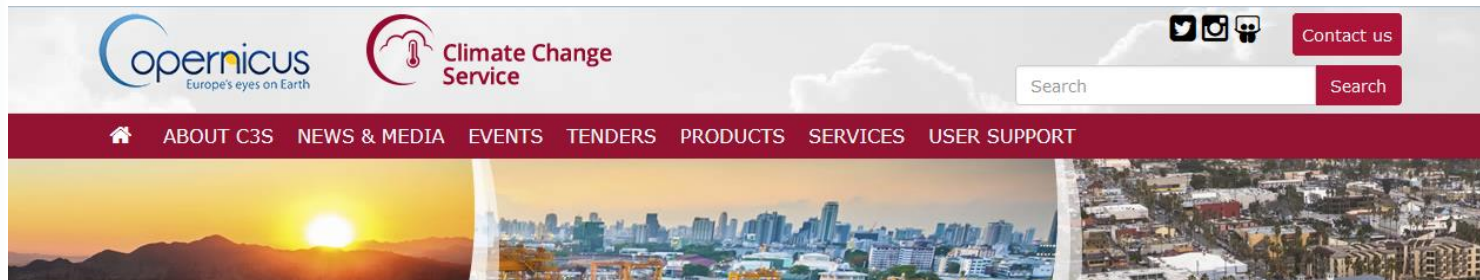 opernicus
Europe's eyes on Earth
Climate Change
Service
Contact us
Search
Search
ABOUT C3S NEWS & MEDIA EVENTS TENDERS PRODUCTS SERVICES USER SUPPORT